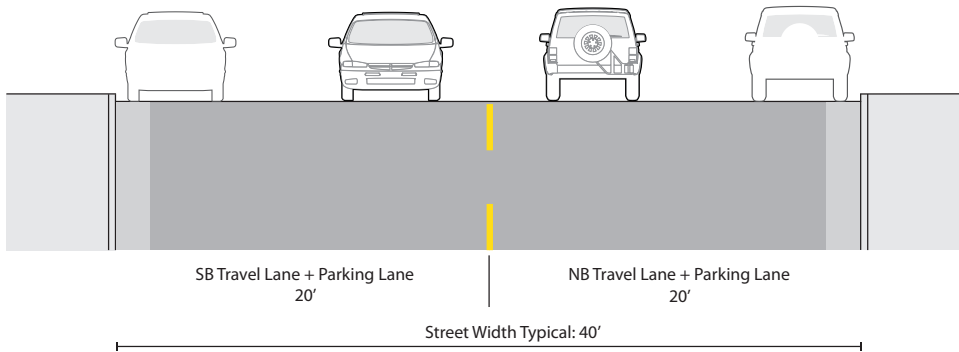 SB Travel Lane + Parking Lane
20’
NB Travel Lane + Parking Lane
20’
Street Width Typical: 40’